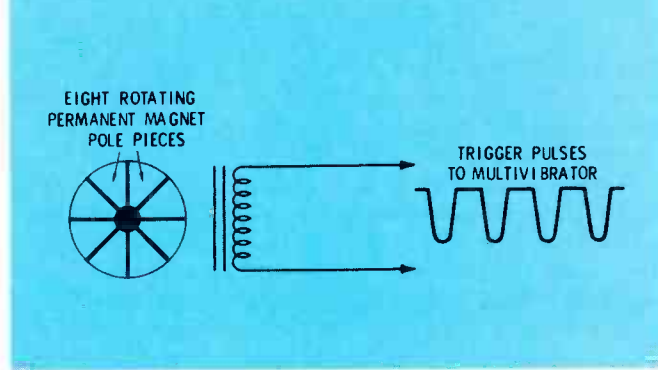 EIGHT ROTATING
PERMANENT MAGNET
POLE PIECES
TRIGGER PULSES
TO MULTIVIBRATOR